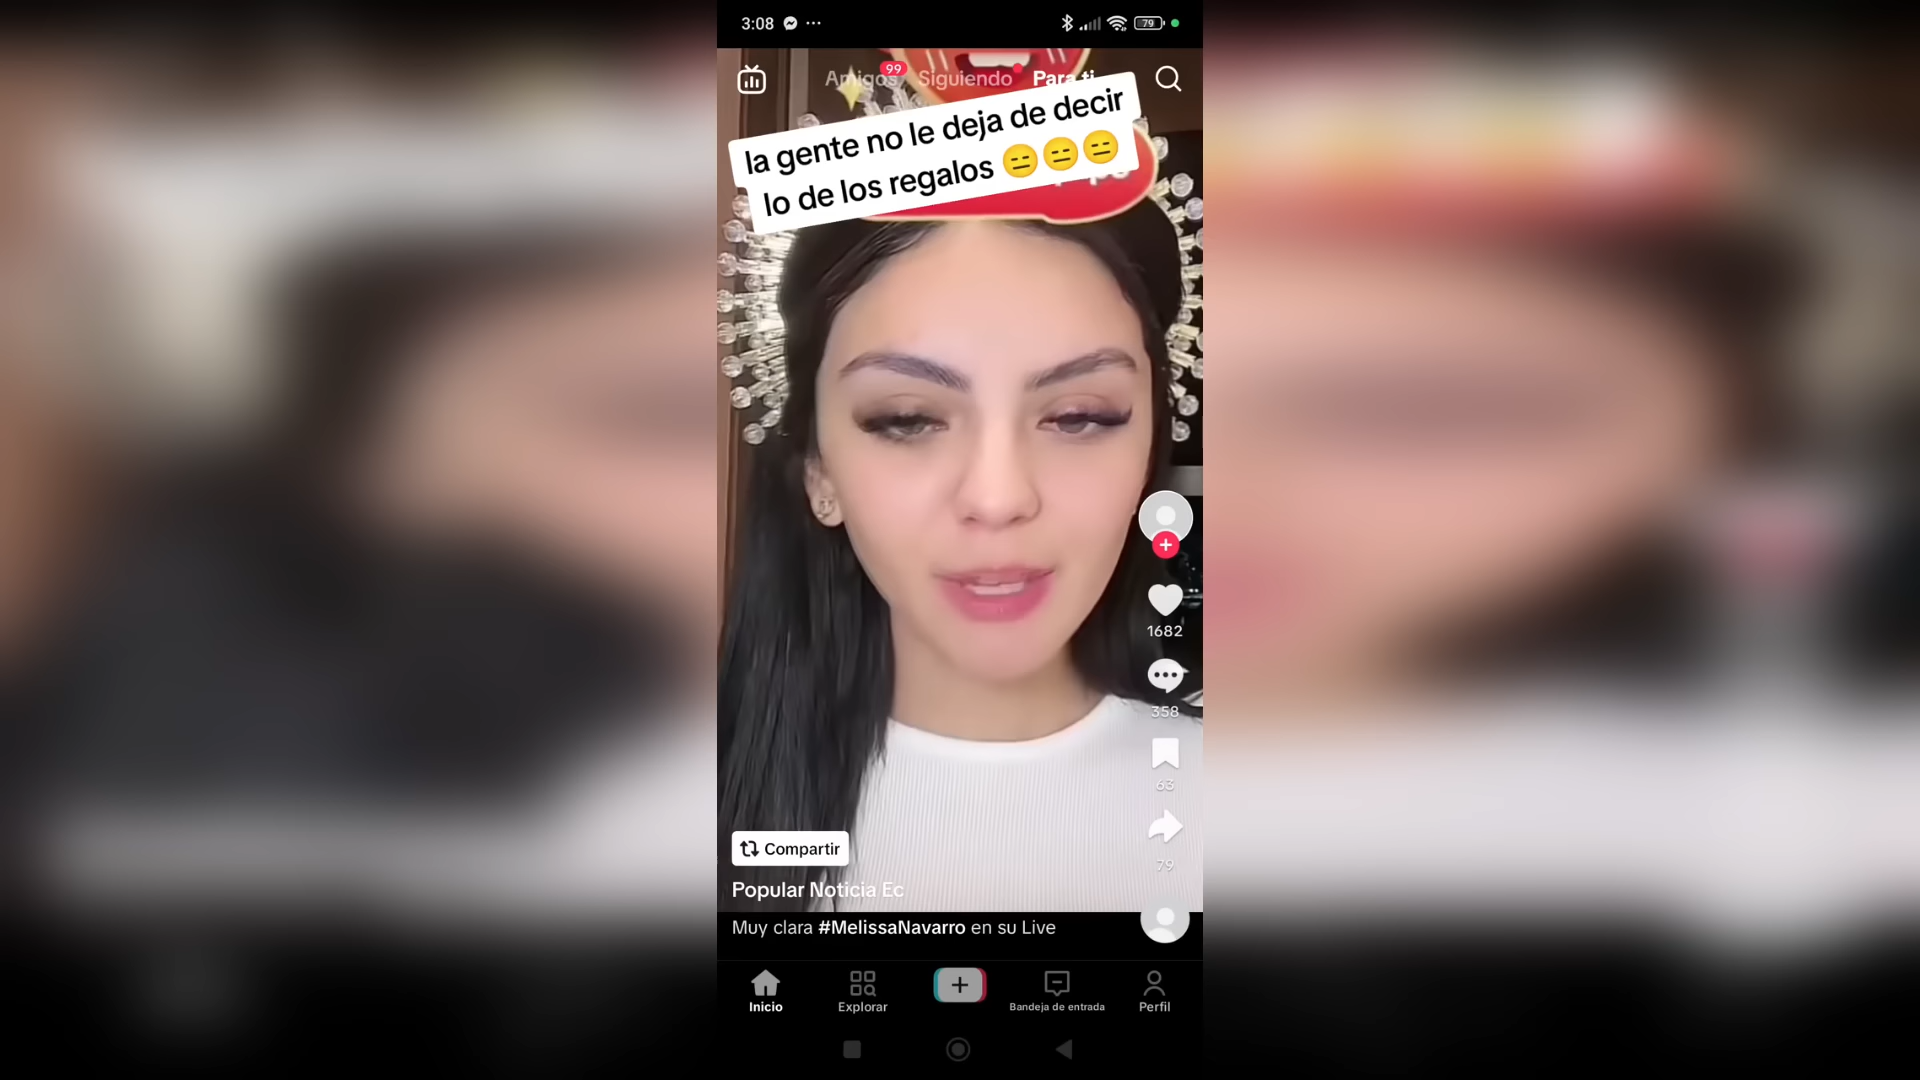 3:08
79
Amigos 99 Siguiendo Para ti
la gente no le deja de decir
lo de los regalos 😑😑😑
1682
358
63
79
Compartir
Popular Noticia Ec
Muy clara #MelissaNavarro en su Live
Inicio Explorar Bandeja de entrada Perfil